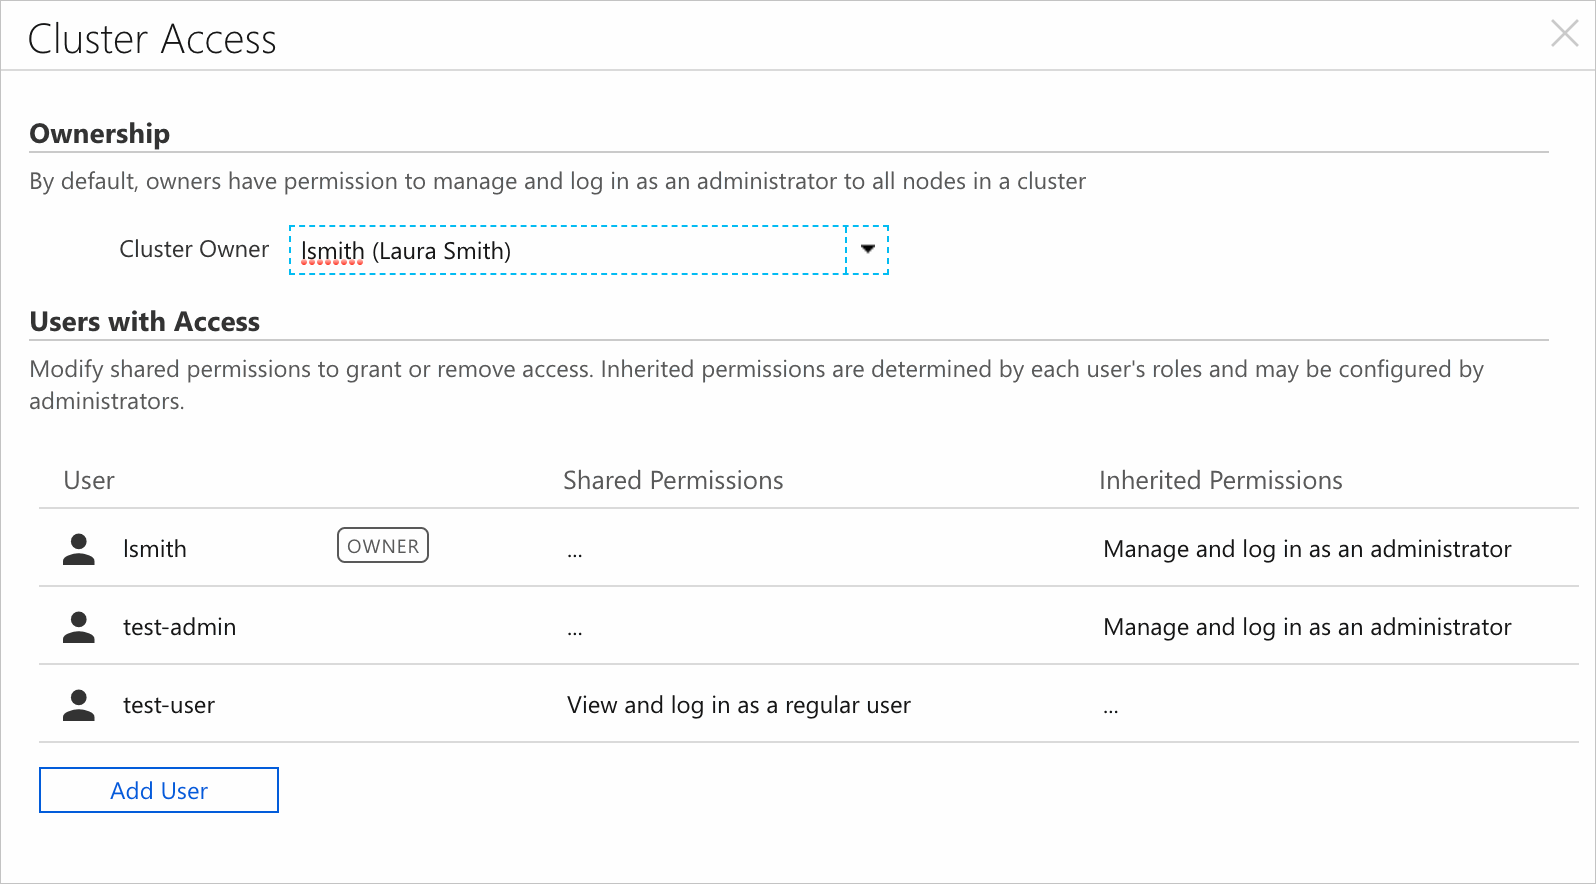 Cluster Access
Ownership
By default, owners have permission to manage and log in as an administrator to all nodes in a cluster
Cluster Owner lsmith (Laura Smith)
Users with Access
Modify shared permissions to grant or remove access. Inherited permissions are determined by each user's roles and may be configured by
administrators.
User Shared Permissions Inherited Permissions
lsmith OWNER ... Manage and log in as an administrator
test-admin ... Manage and log in as an administrator
test-user View and log in as a regular user ...
Add User